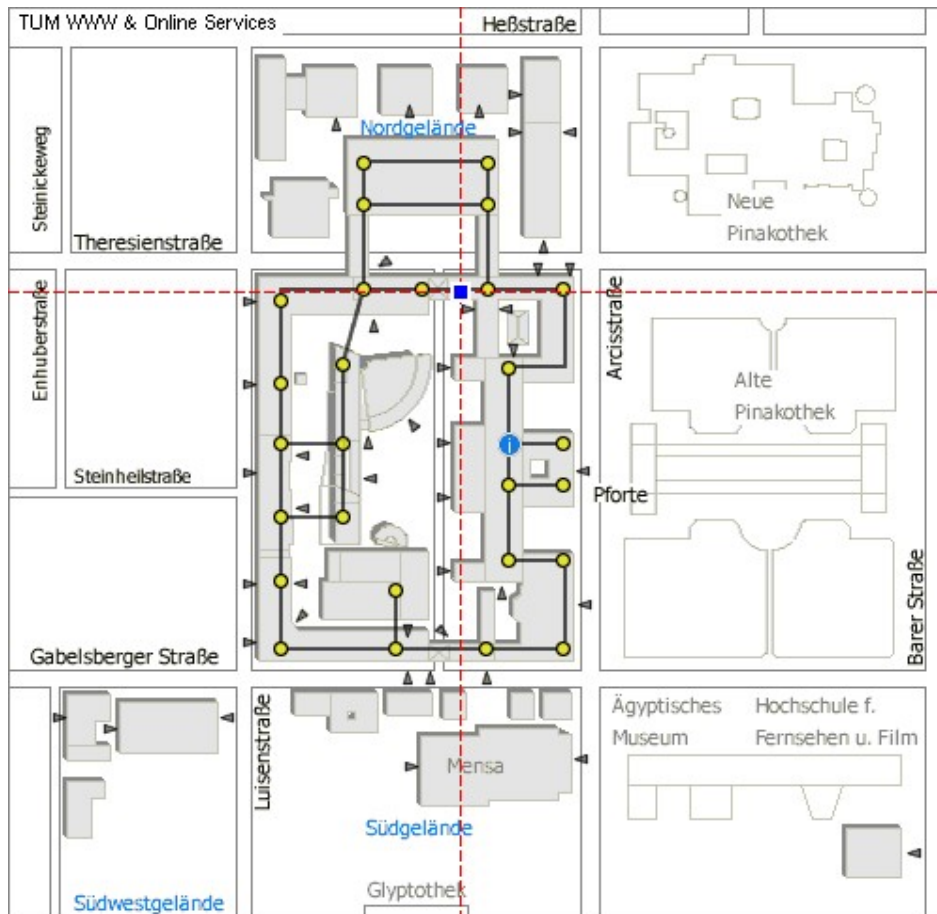 TUM WWW & Online Services
Heßstraße
Nordgelände
Steinickeweg
Theresienstraße
Neue
Pinakothek
Enhuberstraße
Arcisstraße
Alte
Pinakothek
Steinheilstraße
i
Pforte
Barer Straße
Gabelsberger Straße
Luisenstraße
Ägyptisches
Museum
Hochschule f.
Fernsehen u. Film
Mensa
Südgelände
Glyptothek
Südwestgelände